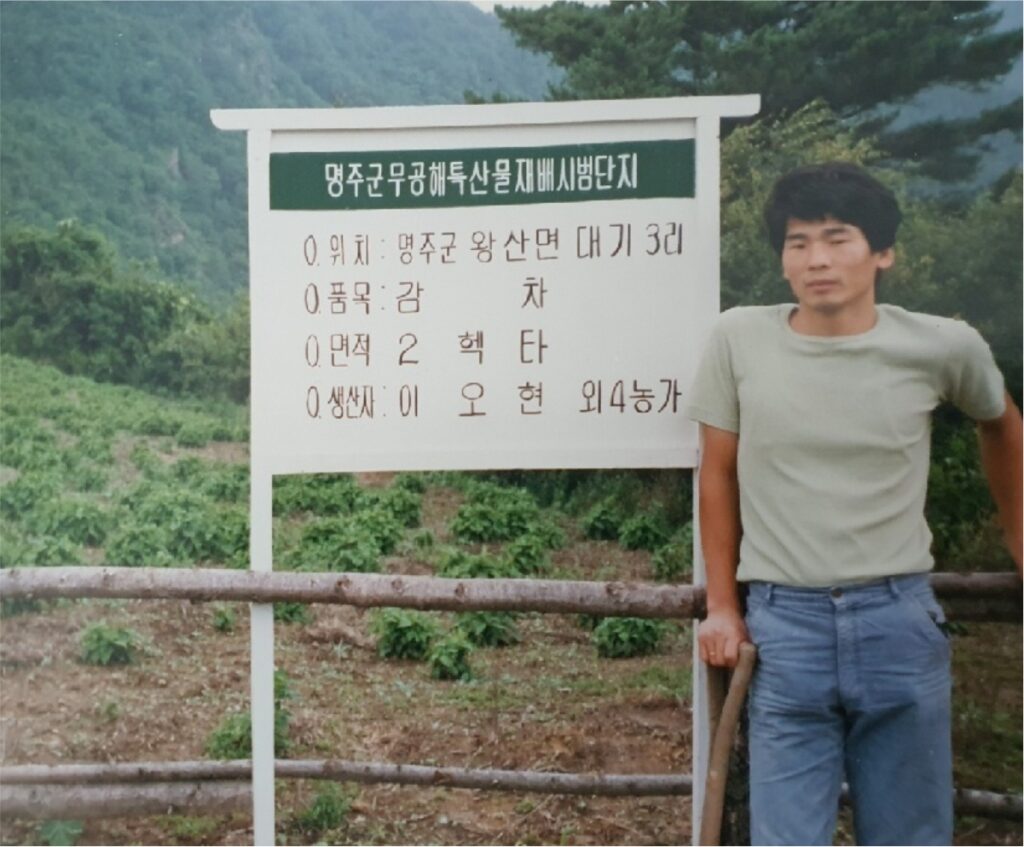 명주군무공해특산물재배시범단지
0. 위치 : 명주군 왕산면 대기 3리
0. 품목 : 감 차
0. 면적 2 헥 타
0. 생산자 : 이 오 현 외 4 농가